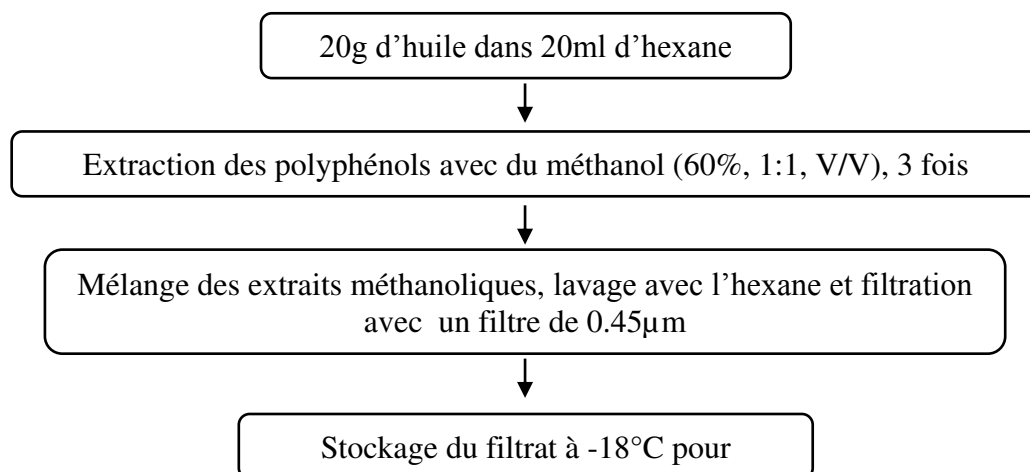 20g d’huile dans 20ml d’hexane
Extraction des polyphénols avec du méthanol (60%, 1:1, V/V), 3 fois
Mélange des extraits méthanoliques, lavage avec l’hexane et filtration
avec un filtre de 0.45µm
Stockage du filtrat à -18°C pour